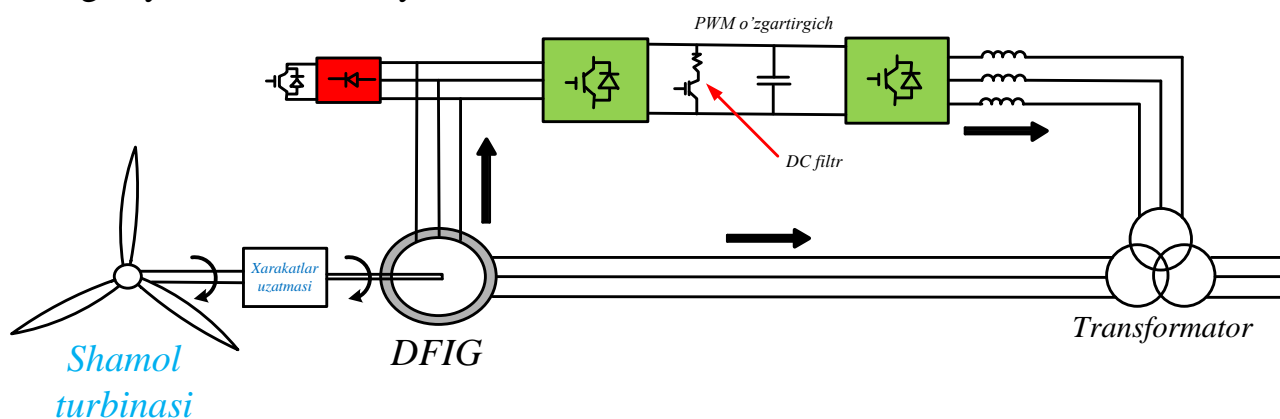 PWM o’zgartirgich
DC filtr
Xarakatlar
uzatmasi
DFIG
Transformator
Shamol
turbinasi